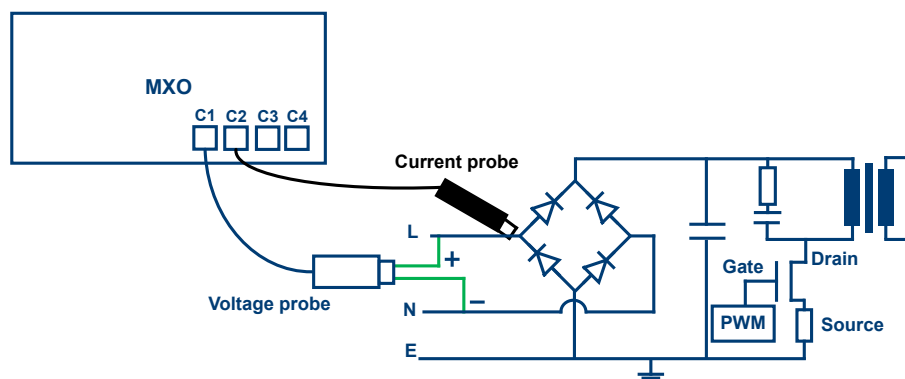 MXO
C1 C2 C3 C4
Current probe
L
+
Voltage probe
−
N
E
Gate
Drain
PWM
Source